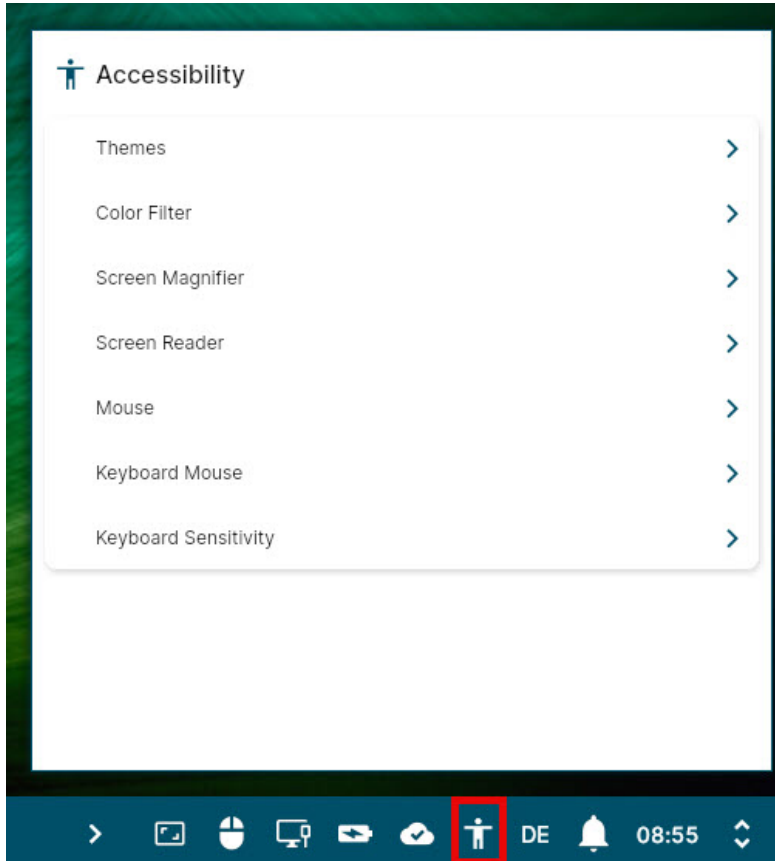 Accessibility
Themes
Color Filter
Screen Magnifier
Screen Reader
Mouse
Keyboard Mouse
Keyboard Sensitivity
DE 08:55